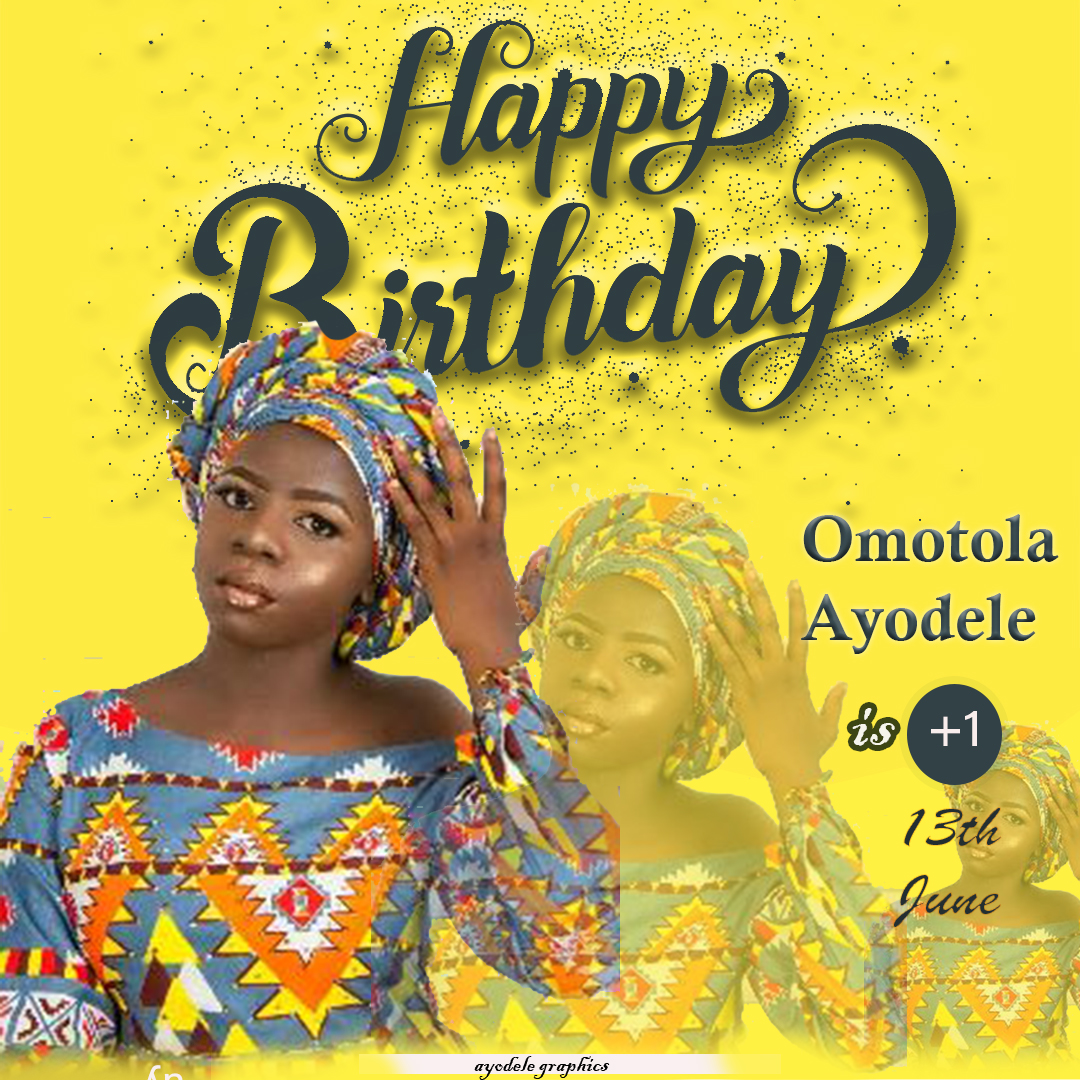 Happy
Birthday
Omotola
Ayodele
is +1
13th
June
ayodele graphics